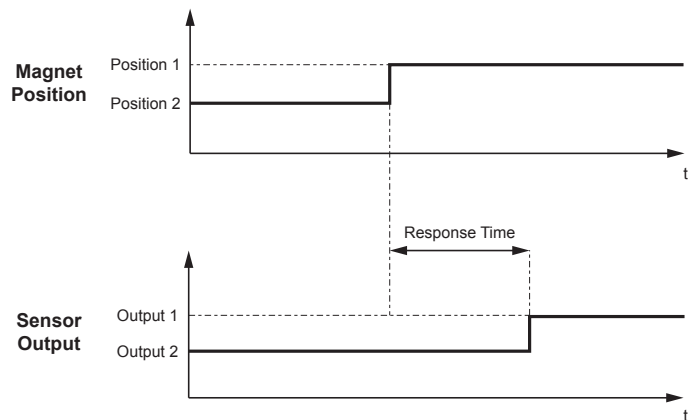 Magnet
Position
Position 1
Position 2
t
Response Time
Sensor
Output
Output 1
Output 2
t